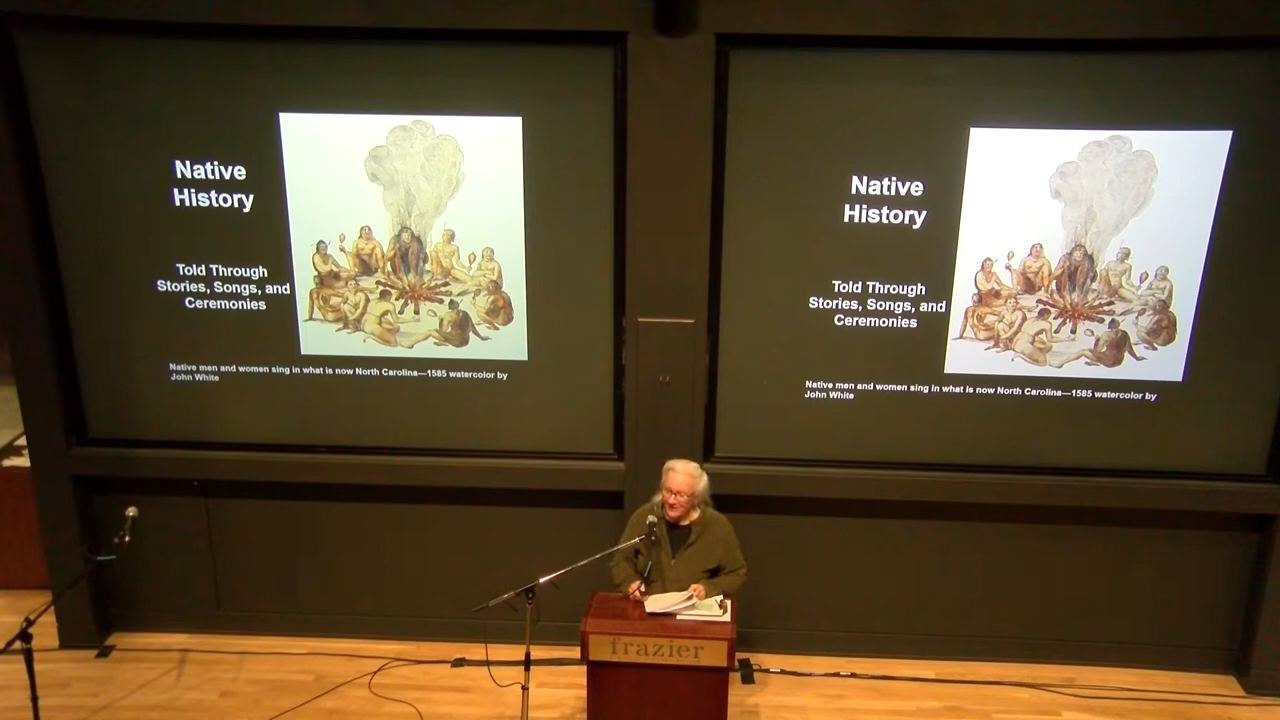 Native
History
Told Through
Stories, Songs, and
Ceremonies
Native men and women sing in what is now North Carolina—1585 watercolor by
John White
Native
History
Told Through
Stories, Songs, and
Ceremonies
Native men and women sing in what is now North Carolina—1585 watercolor by
John White
frazier